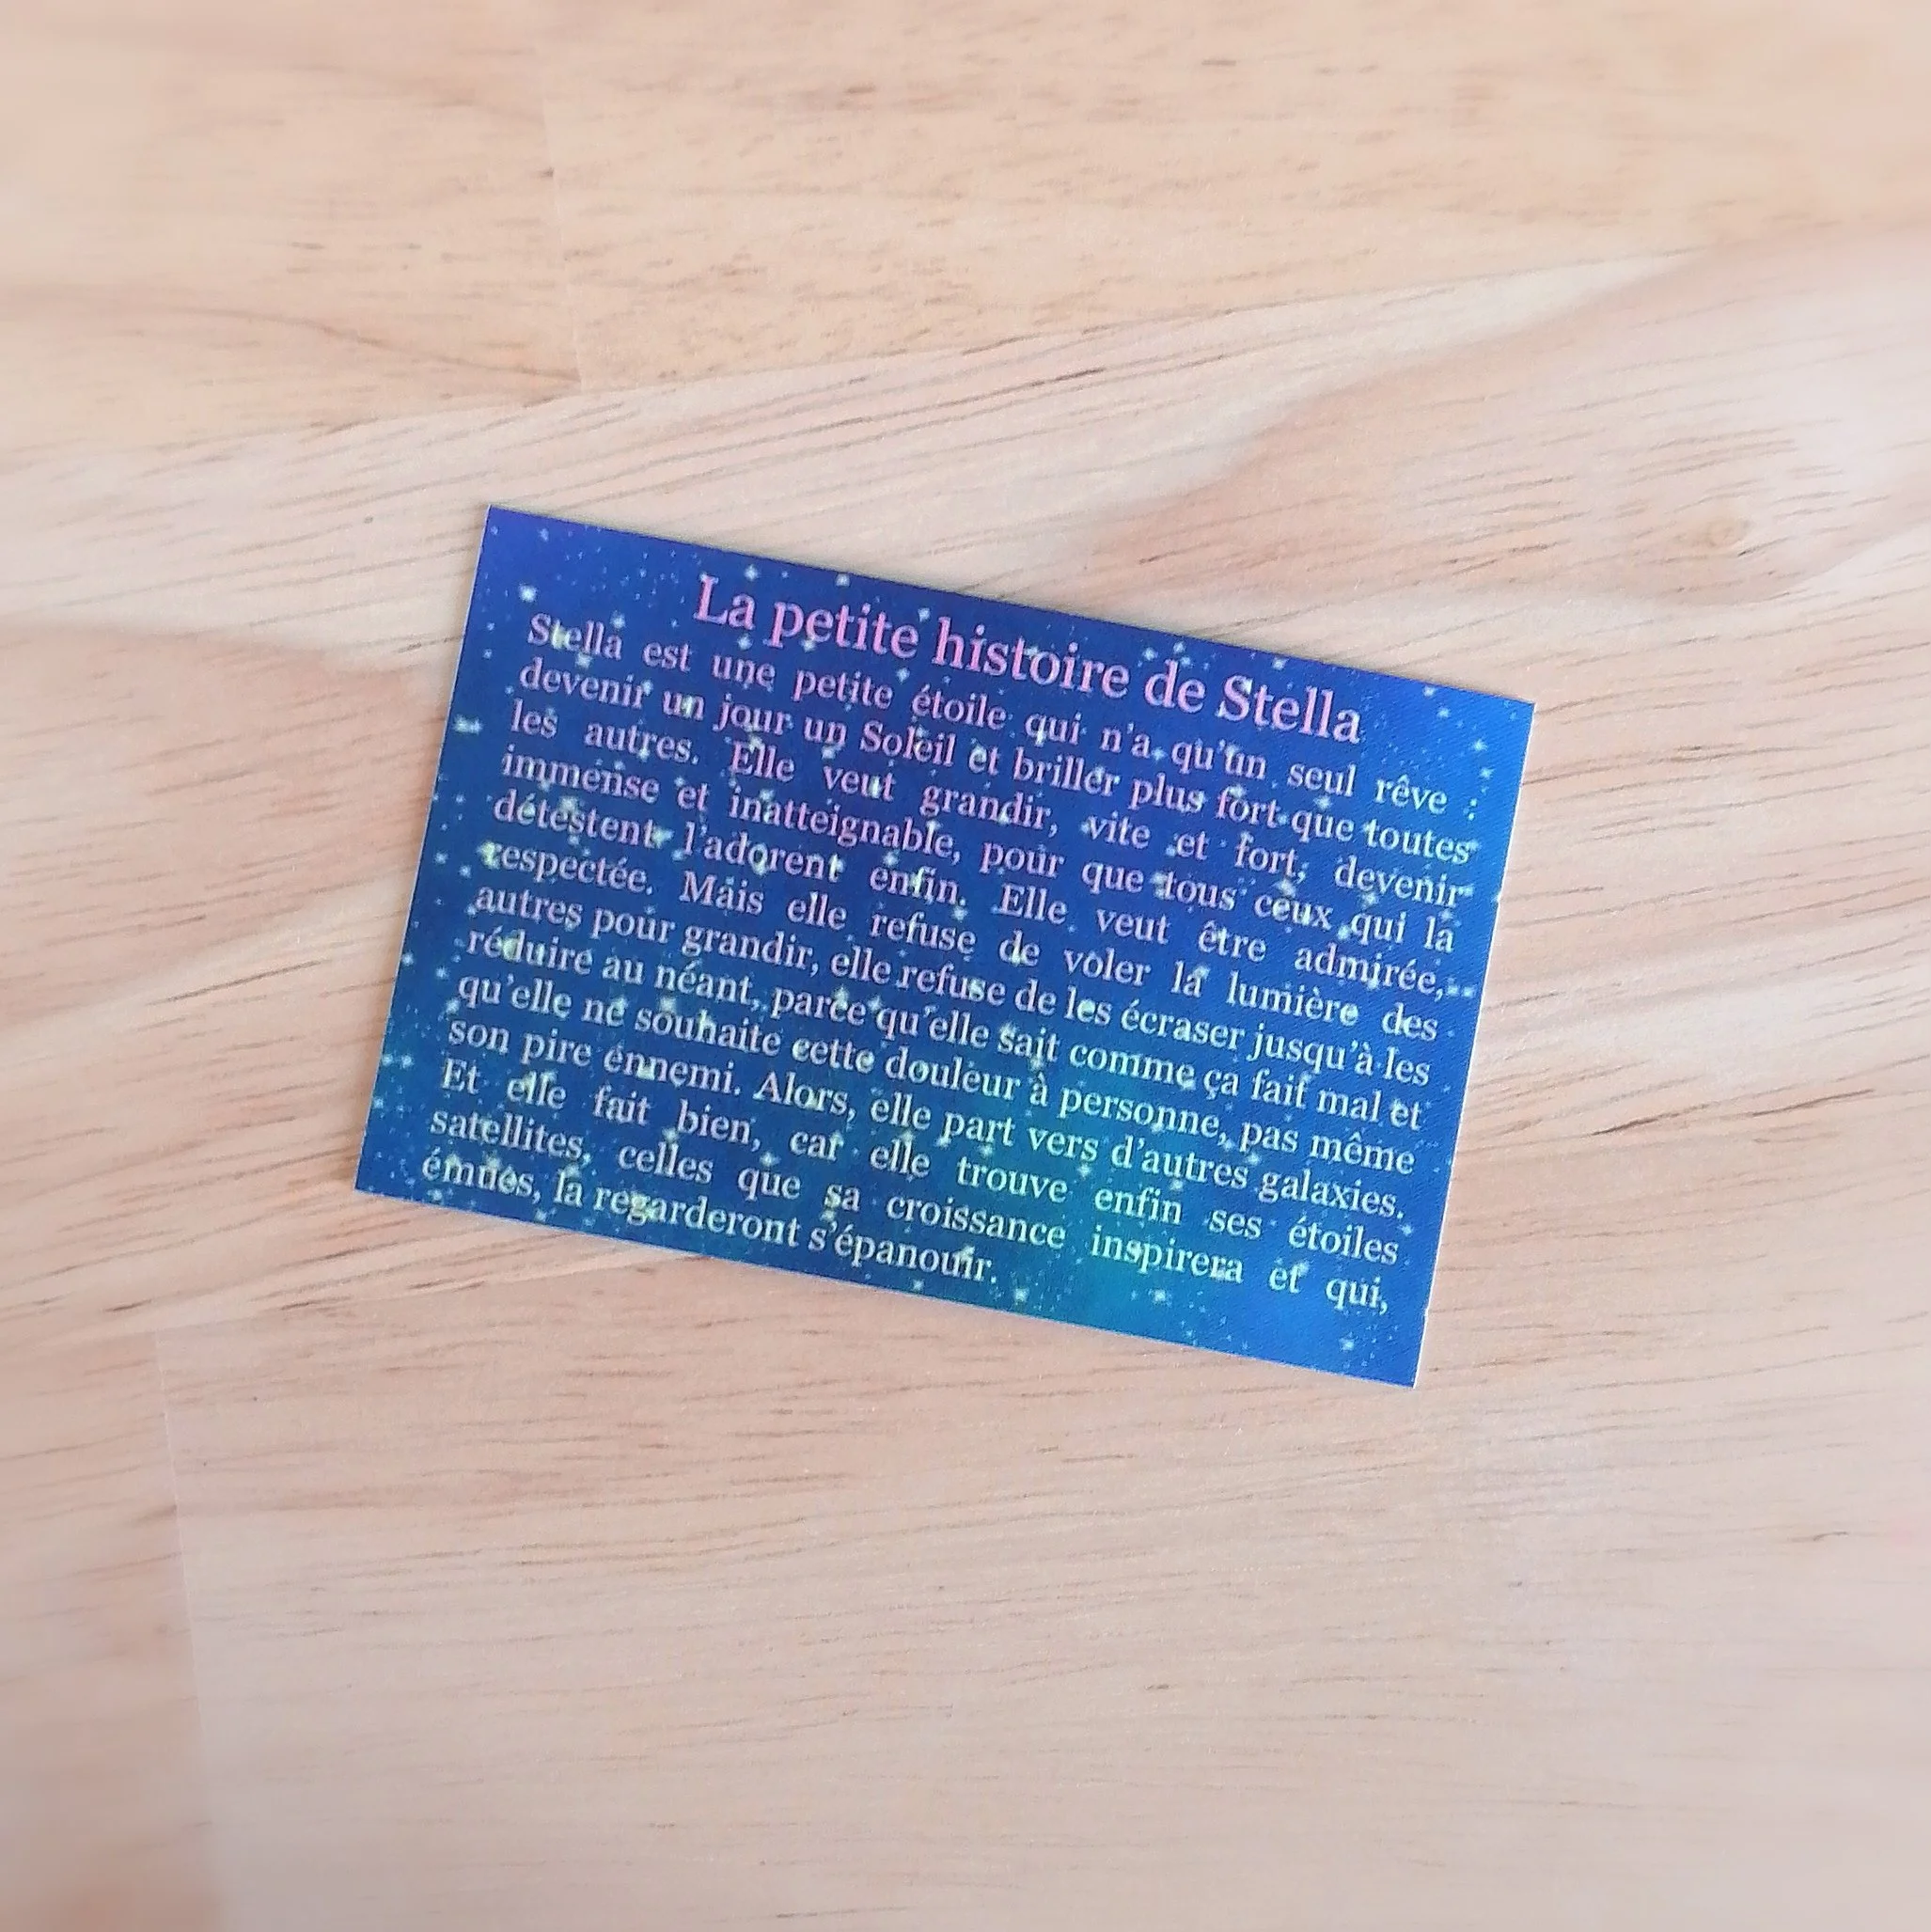 La petite histoire de Stella
Stella est une petite étoile qui n'a qu'un seul rêve :
devenir un jour un Soleil et briller plus fort que toutes
les autres. Elle veut grandir, vite et fort, devenir
immense et inatteignable, pour que tous ceux qui la
détestent l'adorent enfin. Elle veut être admirée,
respectée. Mais elle refuse de voler la lumière des
autres pour grandir, elle refuse de les écraser jusqu'à les
réduire au néant, parce qu'elle sait comme ça fait mal et
qu'elle ne souhaite cette douleur à personne, pas même
son pire ennemi. Alors, elle part vers d'autres galaxies.
Et elle fait bien, car elle trouve enfin ses étoiles
satellites, celles que sa croissance inspirera et qui,
émues, la regarderont s'épanouir.